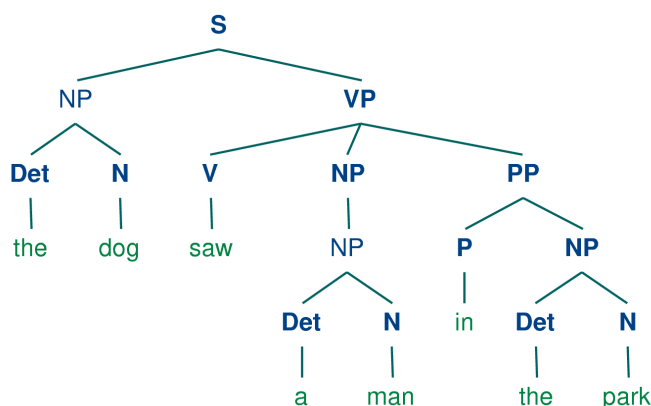 S
NP VP
Det N V NP PP
the dog saw NP P NP
Det N in Det N
a man the park